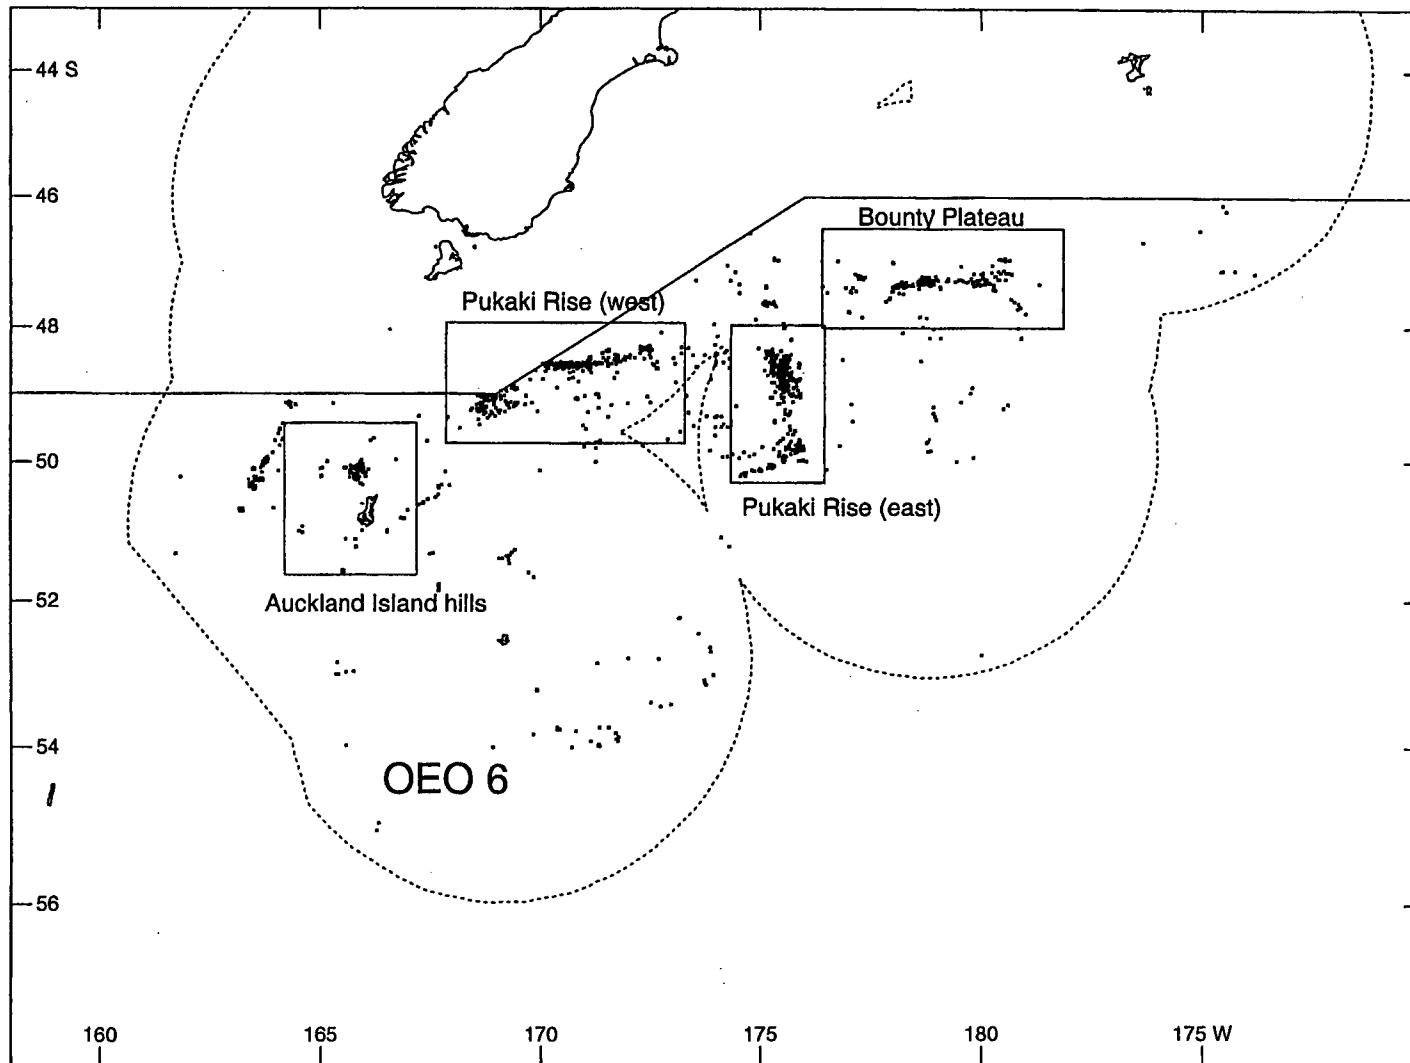 44 S
46
Bounty Plateau
Pukaki Rise (west)
48
50
Pukaki Rise (east)
52
Auckland Island hills
54
OEO 6
56
160 165 170 175 180 175 W